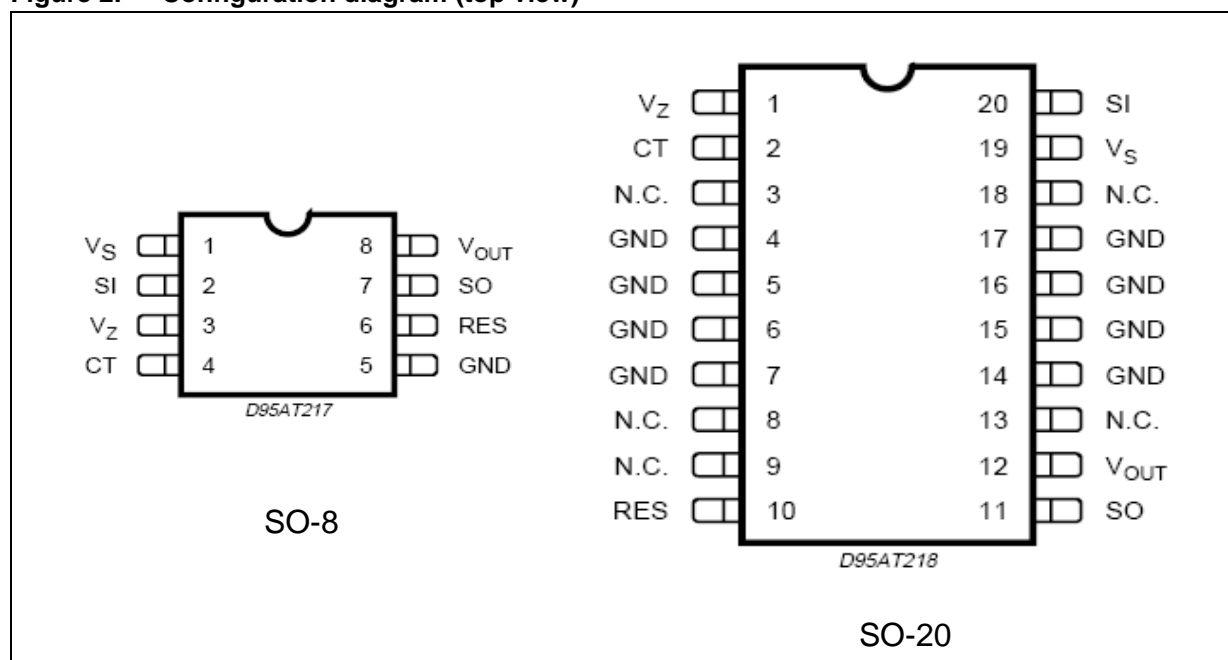 Figure 2. Configuration diagram (top view)
V_S 1 8 V_OUT
SI 2 7 SO
V_Z 3 6 RES
CT 4 5 GND
D95AT217
SO-8
V_Z 1 20 SI
CT 2 19 V_S
N.C. 3 18 N.C.
GND 4 17 GND
GND 5 16 GND
GND 6 15 GND
GND 7 14 GND
N.C. 8 13 N.C.
N.C. 9 12 V_OUT
RES 10 11 SO
D95AT218
SO-20